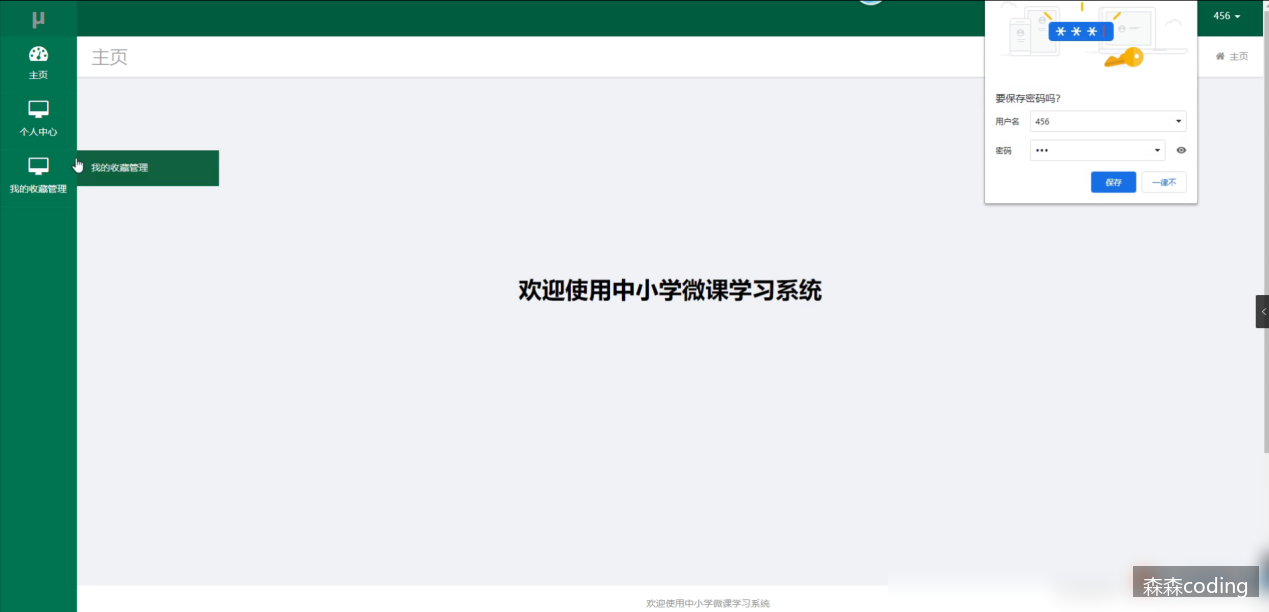 μ
456
主页
主页
主页
***
要保存密码吗?
用户名
456
密码
•••
保存
一律不
个人中心
我的收藏管理
我的收藏管理
欢迎使用中小学微课学习系统
森森coding
欢迎使用中小学微课学习系统